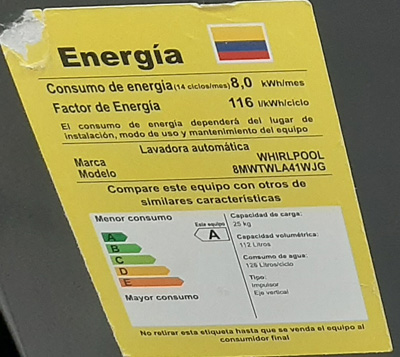 Energía
Consumo de energía (14 ciclos/mes) 8,0 kWh/mes
Factor de Energía 116 l/kWh/ciclo
El consumo de energía dependerá del lugar de
instalación, modo de uso y mantenimiento del equipo
Lavadora automática
Marca WHIRLPOOL
Modelo 8MWTWLA41WJG
Compare este equipo con otros de
similares características
Menor consumo
A
B
C
D
E
Mayor consumo
Este equipo
A
Capacidad de carga:
25 kg
Capacidad volumétrica:
112 Litros
Consumo de agua:
128 Litros/ciclo
Tipo:
Impulsor
Eje vertical
No retirar esta etiqueta hasta que se venda el equipo al
consumidor final